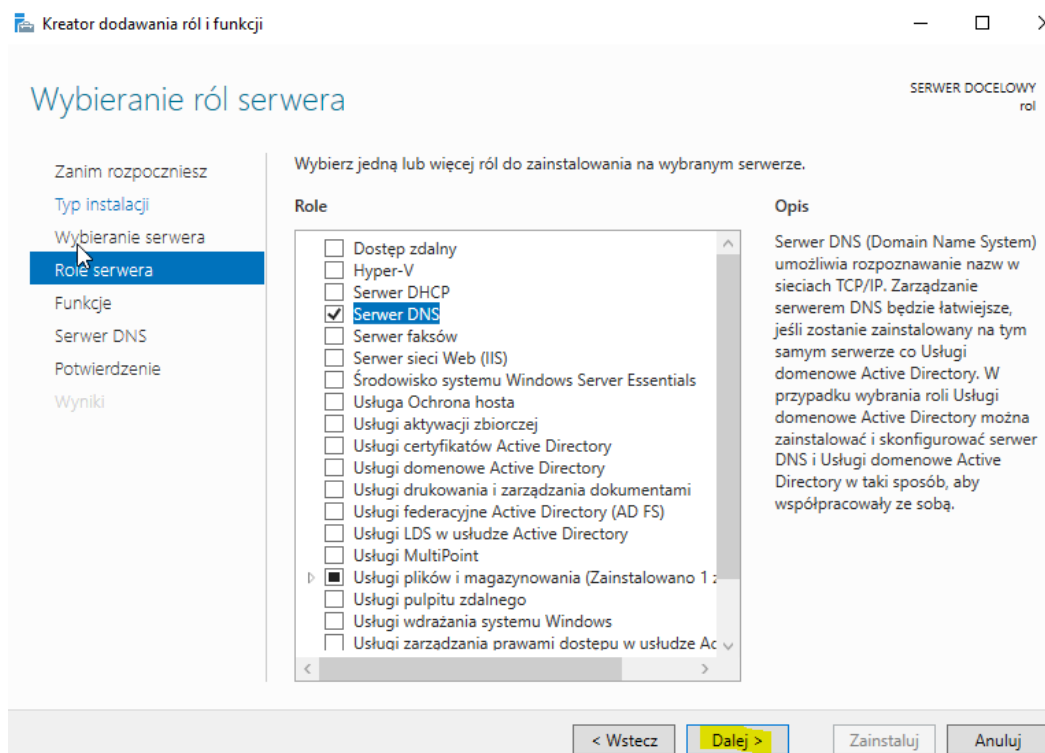 Kreator dodawania ról i funkcji
Wybieranie ról serwera
SERWER DOCELOWY
rol
Zanim rozpoczniesz
Typ instalacji
Wybieranie serwera
Role serwera
Funkcje
Serwer DNS
Potwierdzenie
Wyniki
Wybierz jedną lub więcej ról do zainstalowania na wybranym serwerze.
Role
Dostęp zdalny
Hyper-V
Serwer DHCP
Serwer DNS
Serwer faksów
Serwer sieci Web (IIS)
Środowisko systemu Windows Server Essentials
Usługa Ochrona hosta
Usługi aktywacji zbiorczej
Usługi certyfikatów Active Directory
Usługi domenowe Active Directory
Usługi drukowania i zarządzania dokumentami
Usługi federacyjne Active Directory (AD FS)
Usługi LDS w usłudze Active Directory
Usługi MultiPoint
Usługi plików i magazynowania (Zainstalowano 1 z
Usługi pulpitu zdalnego
Usługi wdrażania systemu Windows
Usługi zarządzania prawami dostępu w usłudze Ac
Opis
Serwer DNS (Domain Name System)
umożliwia rozpoznawanie nazw w
sieciach TCP/IP. Zarządzanie
serwerem DNS będzie łatwiejsze,
jeśli zostanie zainstalowany na tym
samym serwerze co Usługi
domenowe Active Directory. W
przypadku wybrania roli Usługi
domenowe Active Directory można
zainstalować i skonfigurować serwer
DNS i Usługi domenowe Active
Directory w taki sposób, aby
współpracowały ze sobą.
< Wstecz
Dalej >
Zainstaluj
Anuluj